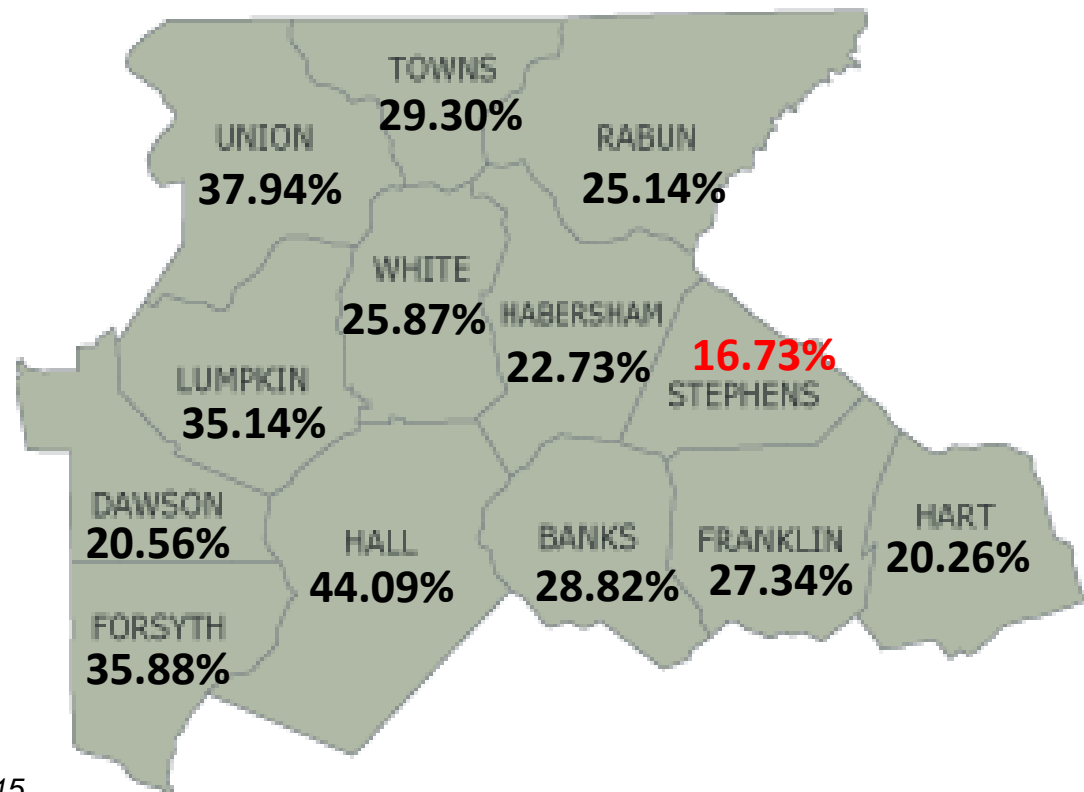 TOWNS
29.30%
UNION
37.94%
RABUN
25.14%
WHITE
25.87%
HABERSHAM
22.73%
16.73%
STEPHENS
LUMPKIN
35.14%
DAWSON
20.56%
HALL
44.09%
BANKS
28.82%
FRANKLIN
27.34%
HART
20.26%
FORSYTH
35.88%
15